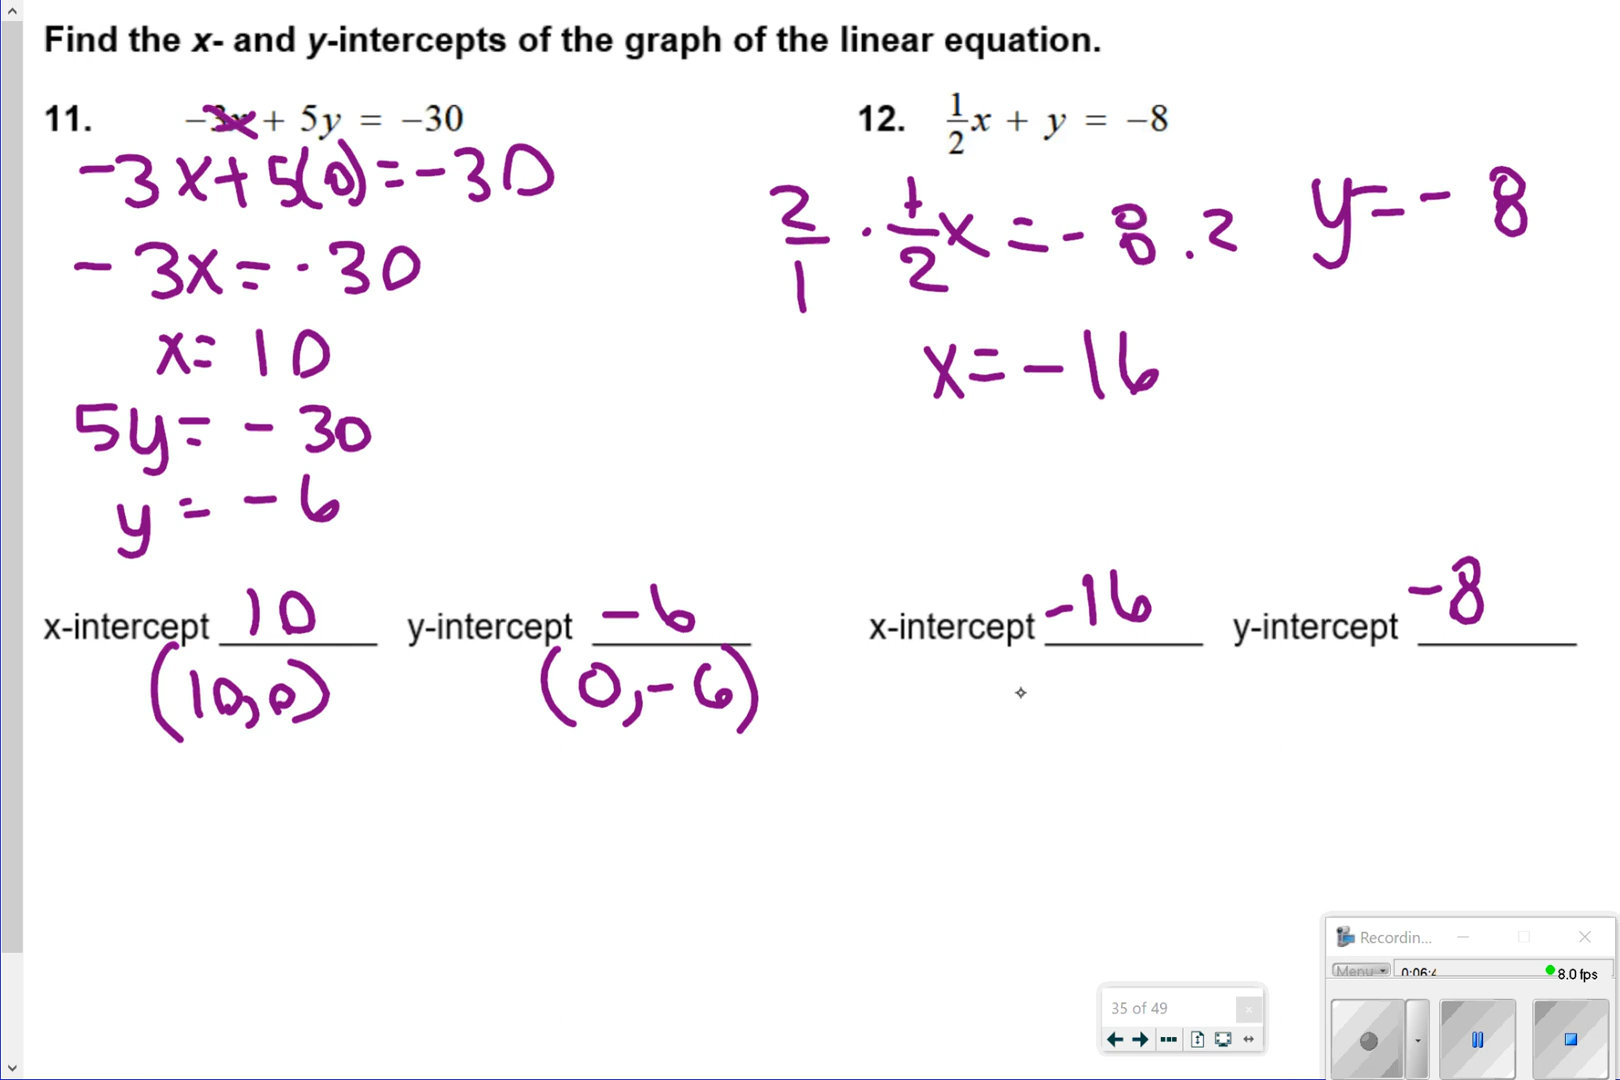 Find the x- and y-intercepts of the graph of the linear equation.
11. −3x + 5y = −30
-3x+5(0)=-30
-3x=-30
x=10
5y=-30
y=-6
x-intercept 10 y-intercept -6
(10,0) (0,-6)
12. 1/2x + y = −8
2/1 · 1/2x = -8 . 2
y=-8
x=-16
x-intercept -16 y-intercept -8
35 of 49
Recordin...
Menu
8.0 fps